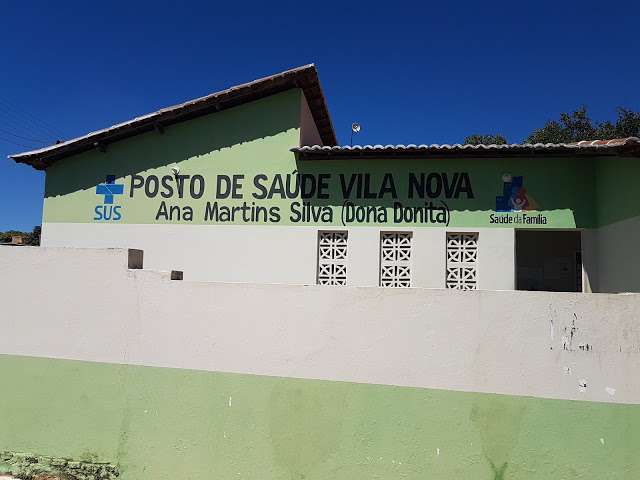 POSTO DE SAÚDE VILA NOVA
Ana Martins Silva (Dona Donita)
SUS
Saúde da Família